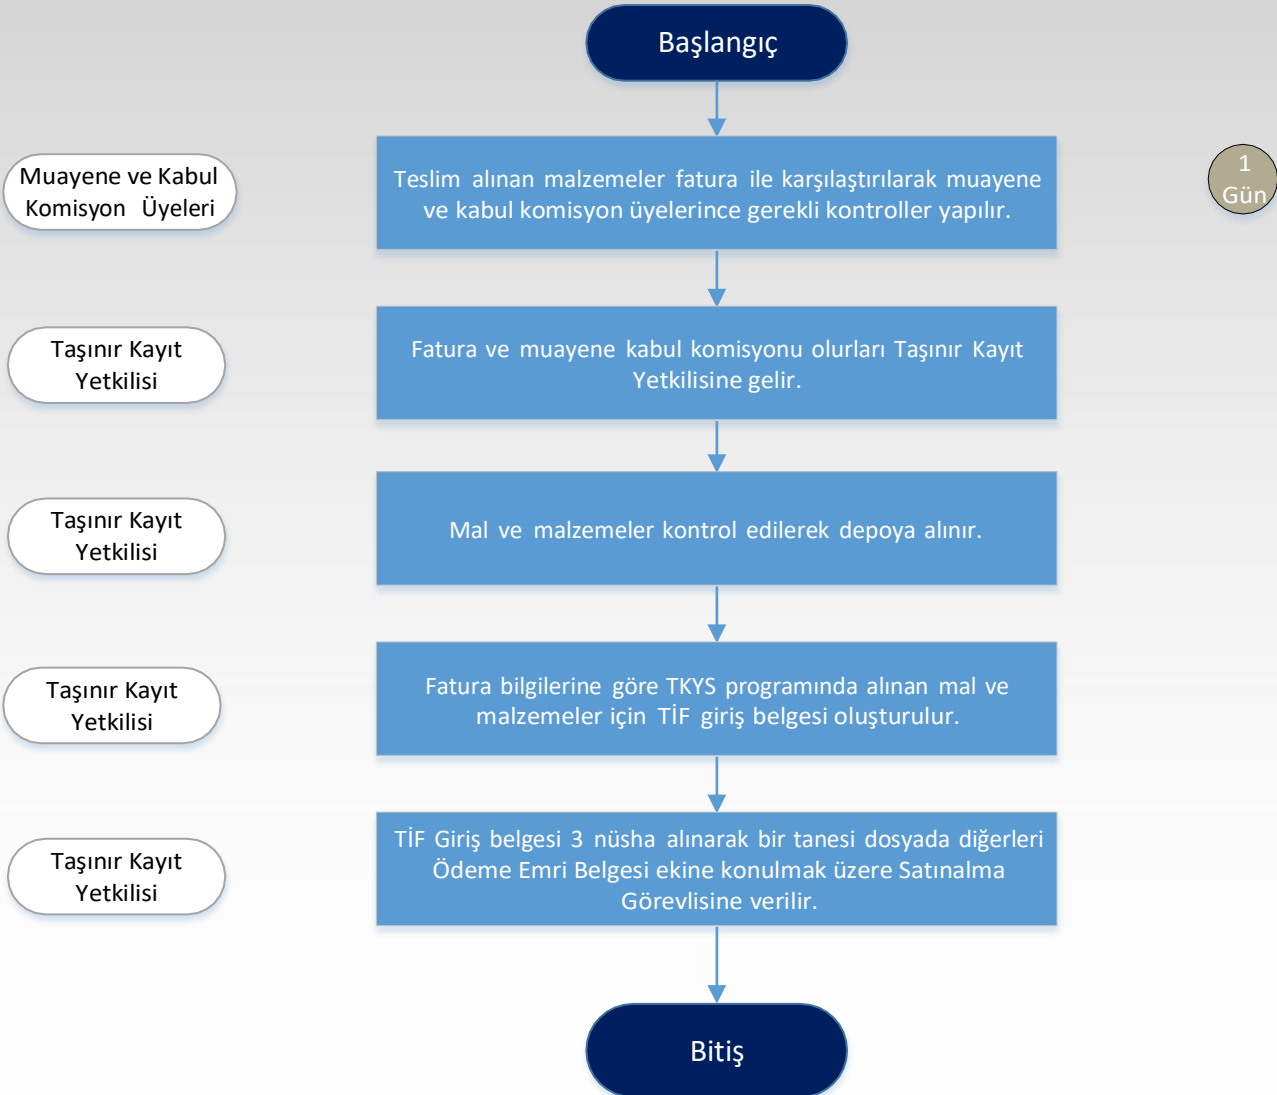 Başlangıç
Muayene ve Kabul
Komisyon Üyeleri
Teslim alınan malzemeler fatura ile karşılaştırılarak muayene
ve kabul komisyon üyelerince gerekli kontroller yapılır.
1
Gün
Taşınır Kayıt
Yetkilisi
Fatura ve muayene kabul komisyonu olurları Taşınır Kayıt
Yetkilisine gelir.
Taşınır Kayıt
Yetkilisi
Mal ve malzemeler kontrol edilerek depoya alınır.
Taşınır Kayıt
Yetkilisi
Fatura bilgilerine göre TKYS programında alınan mal ve
malzemeler için TİF giriş belgesi oluşturulur.
Taşınır Kayıt
Yetkilisi
TİF Giriş belgesi 3 nüsha alınarak bir tanesi dosyada diğerleri
Ödeme Emri Belgesi ekine konulmak üzere Satınalma
Görevlisine verilir.
Bitiş